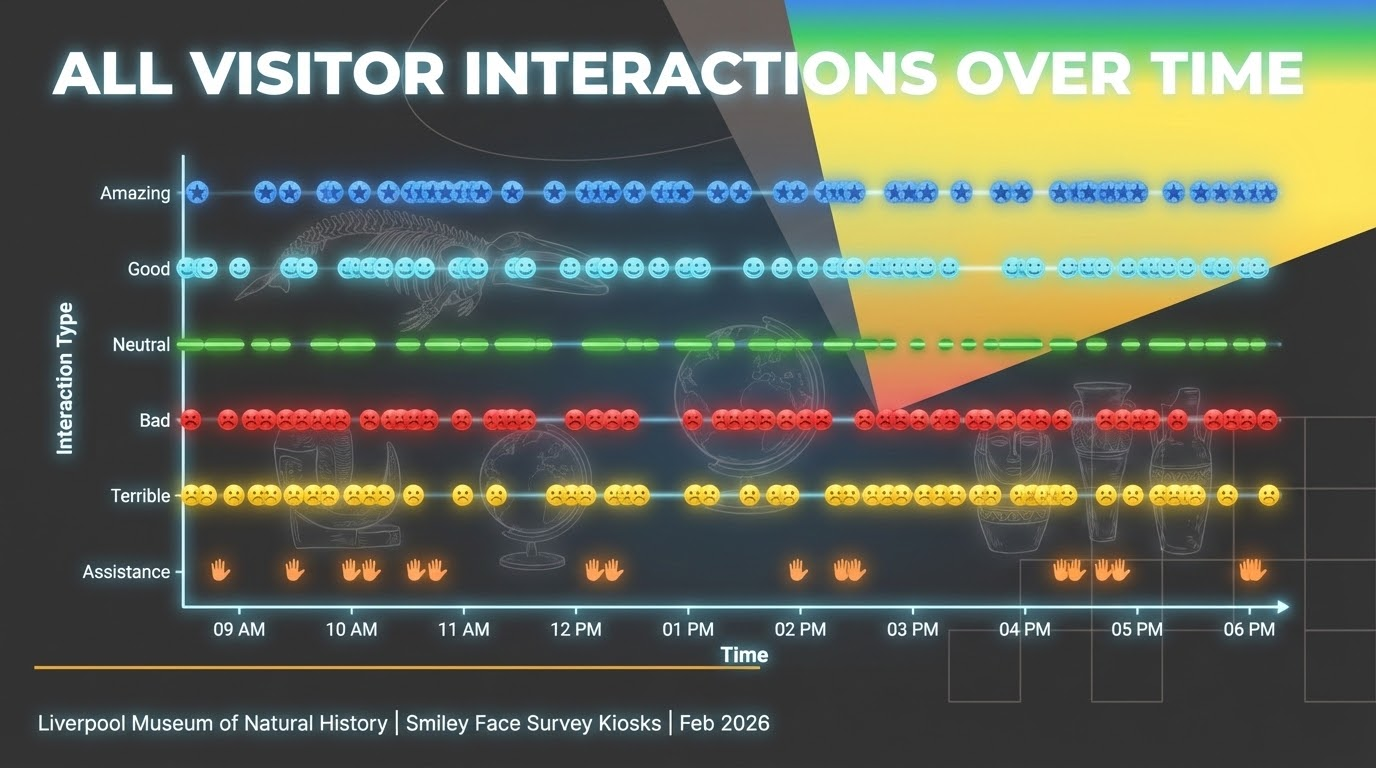 ALL VISITOR INTERACTIONS OVER TIME
Interaction Type
Amazing
Good
Neutral
Bad
Terrible
Assistance
09 AM 10 AM 11 AM 12 PM 01 PM 02 PM 03 PM 04 PM 05 PM 06 PM
Time
Liverpool Museum of Natural History | Smiley Face Survey Kiosks | Feb 2026